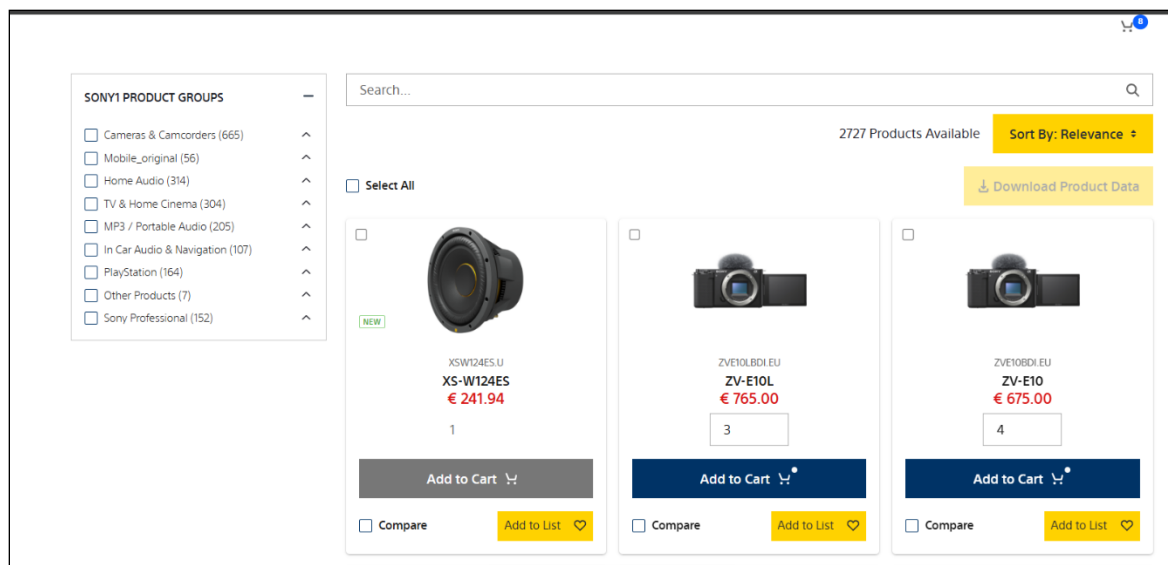 8
SONY1 PRODUCT GROUPS
Cameras & Camcorders (665)
Mobile_original (56)
Home Audio (314)
TV & Home Cinema (304)
MP3 / Portable Audio (205)
In Car Audio & Navigation (107)
PlayStation (164)
Other Products (7)
Sony Professional (152)
Search...
2727 Products Available
Sort By: Relevance
Select All
Download Product Data
NEW
XSW124ES.U
XS-W124ES
€ 241.94
1
Add to Cart
Compare
Add to List
ZVE10LBDI.EU
ZV-E10L
€ 765.00
3
Add to Cart
Compare
Add to List
ZVE10BDI.EU
ZV-E10
€ 675.00
4
Add to Cart
Compare
Add to List